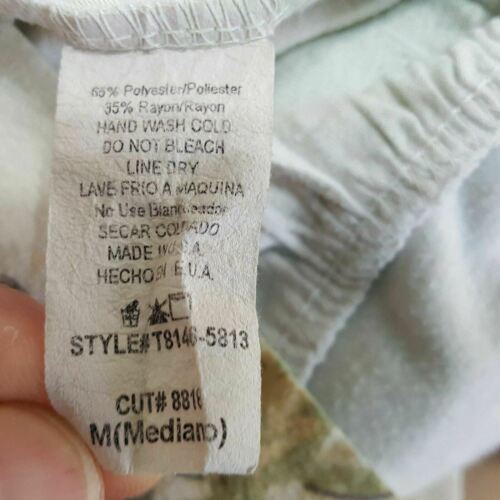 65% Polyester/Poliester
35% Rayon/Rayon
HAND WASH COLD
DO NOT BLEACH
LINE DRY
LAVE FRIO A MAQUINA
No Use Blanqueador
SECAR COLGADO
MADE IN U.S.A.
HECHO EN E.U.A.
STYLE#T8146-5813
CUT# 8818
M(Mediano)